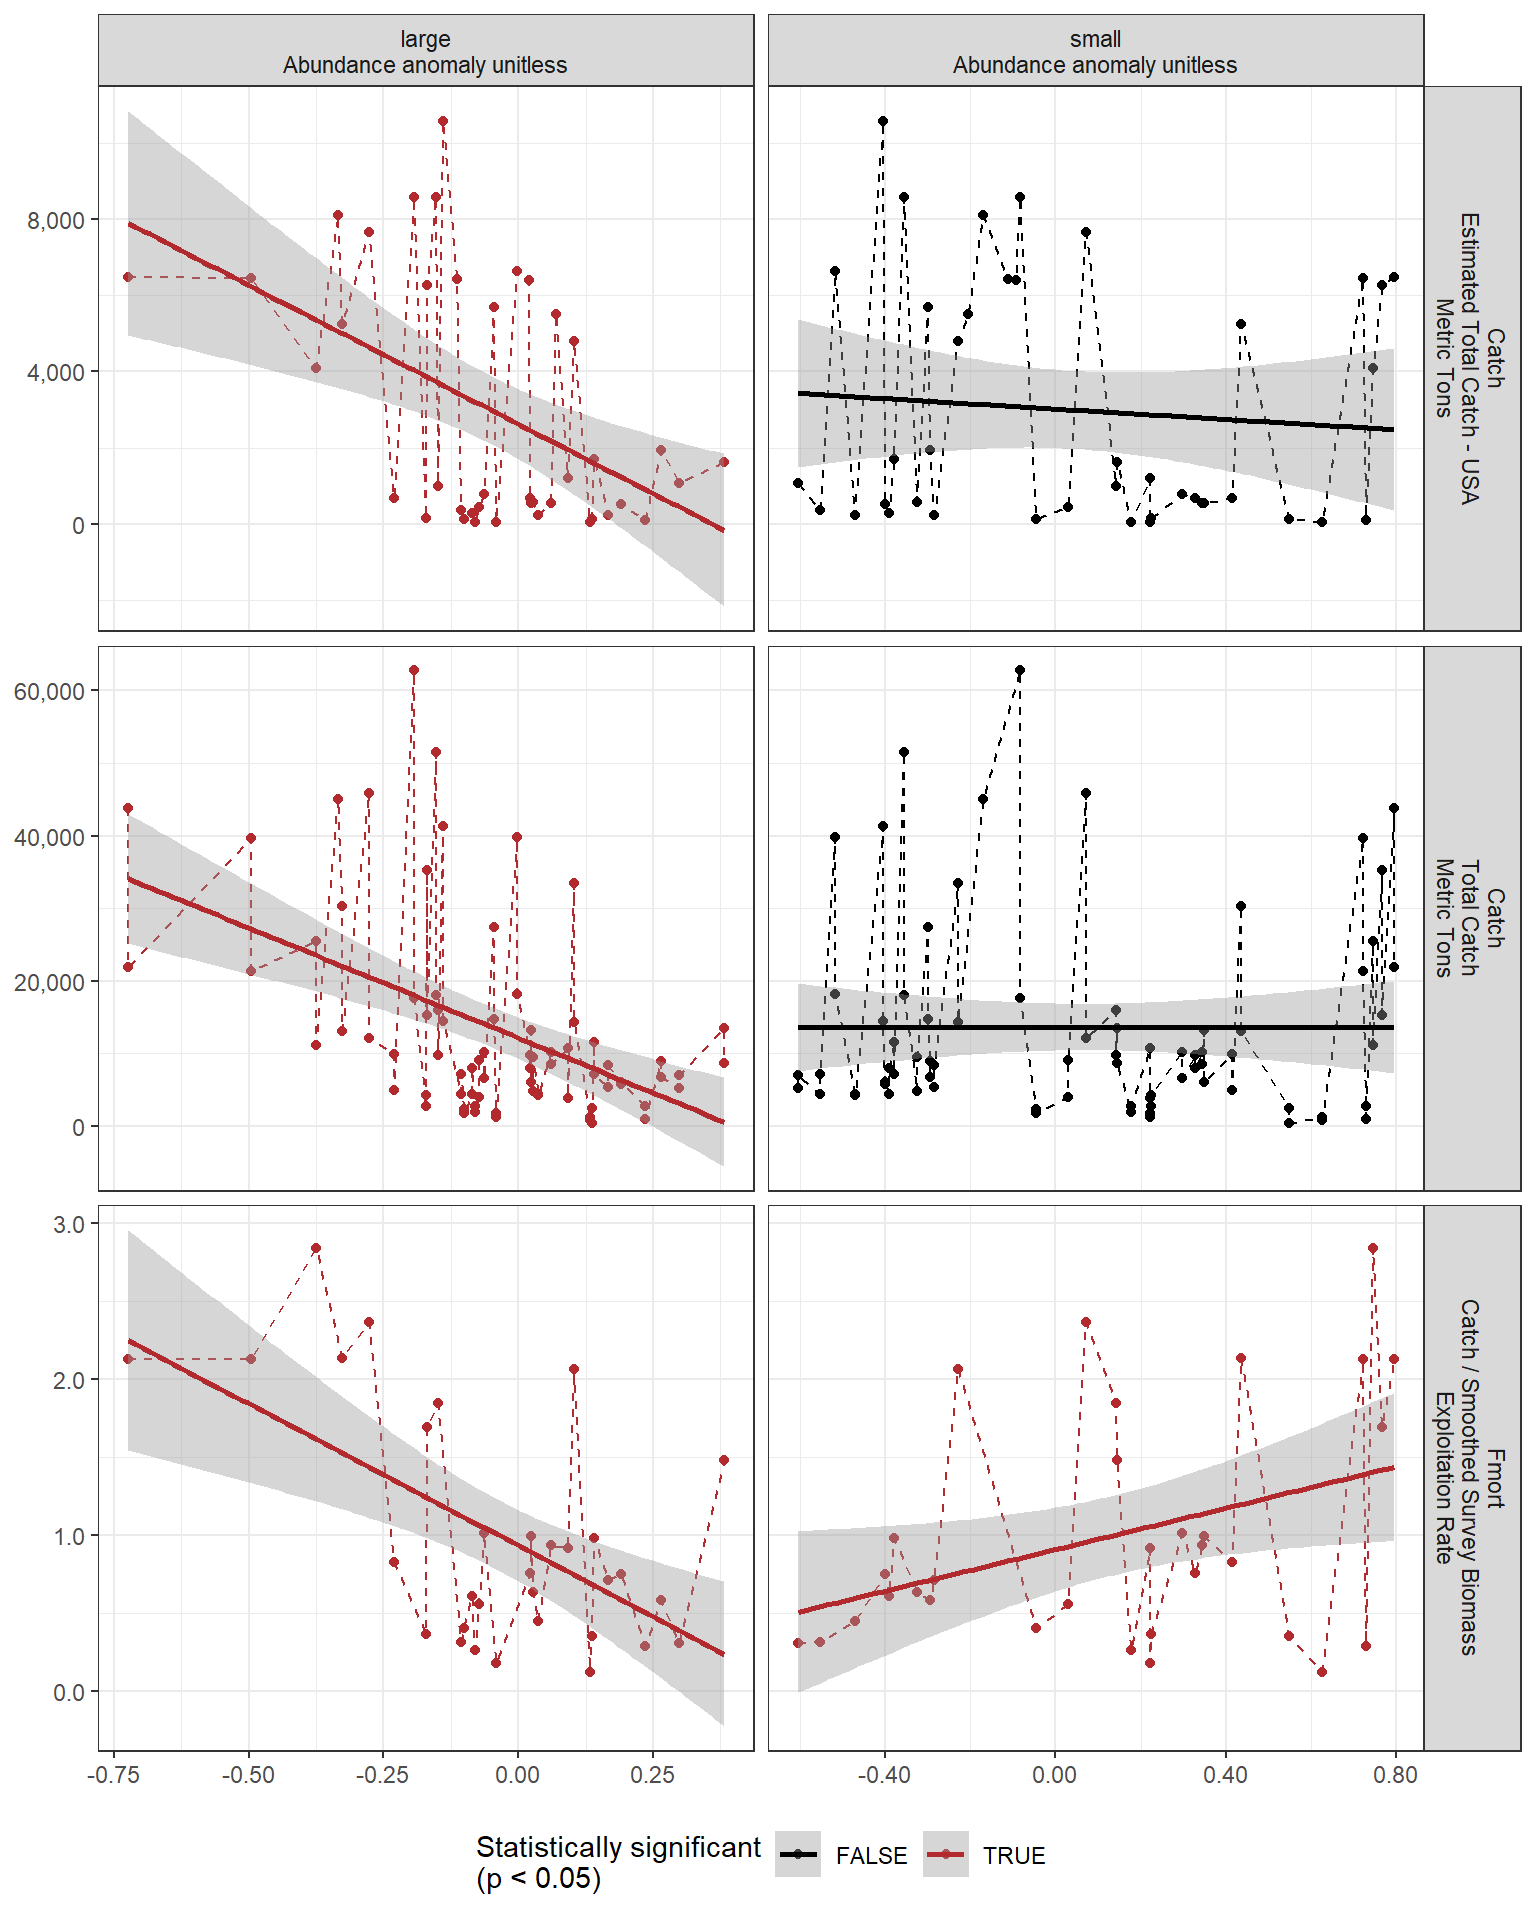 large
Abundance anomaly unitless
small
Abundance anomaly unitless
8,000
4,000
0
Catch
Estimated Total Catch - USA
Metric Tons
60,000
40,000
20,000
0
Catch
Total Catch
Metric Tons
3.0
2.0
1.0
0.0
Fmort
Catch / Smoothed Survey Biomass
Exploitation Rate
-0.75
-0.50
-0.25
0.00
0.25
-0.40
0.00
0.40
0.80
Statistically significant
(p < 0.05)
FALSE
TRUE